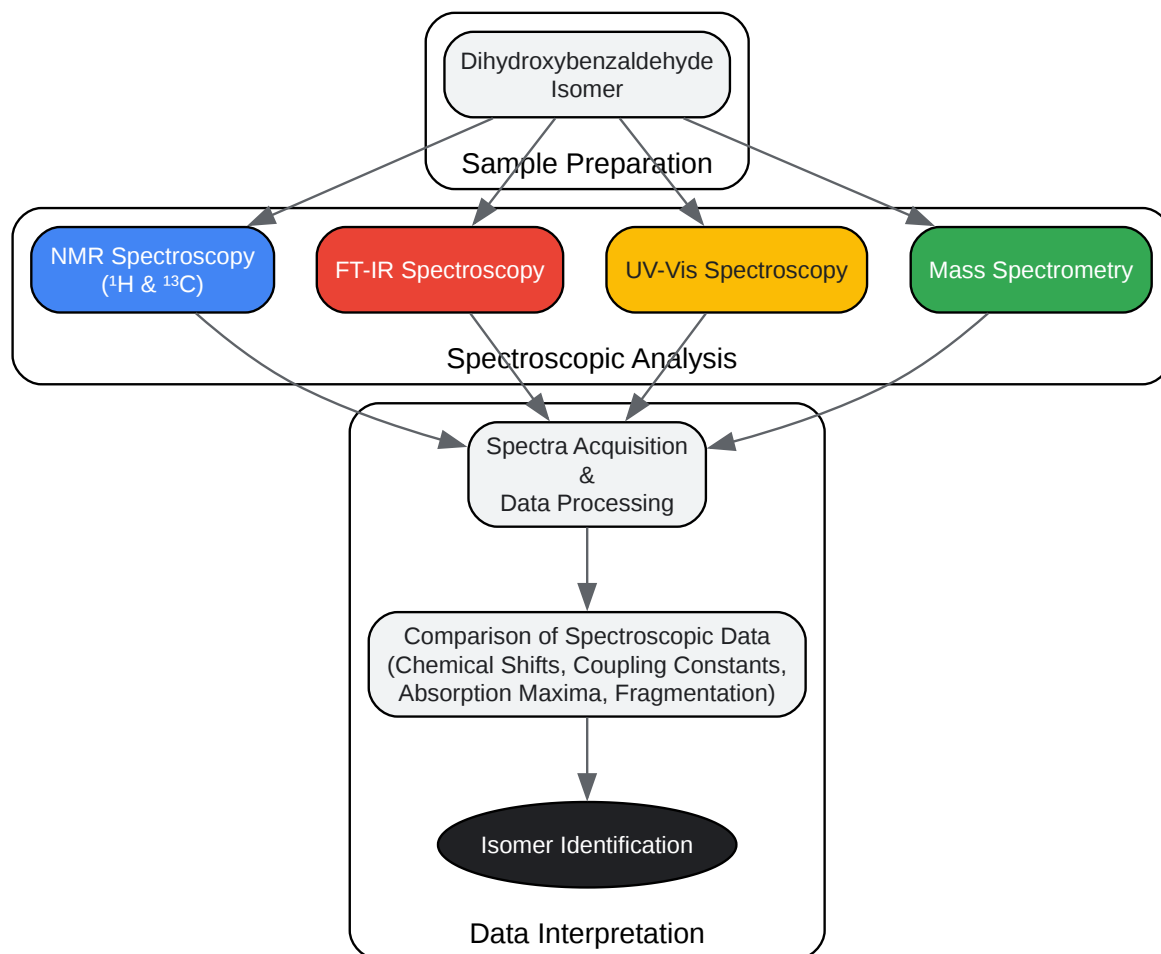 Dihydroxybenzaldehyde
Isomer
Sample Preparation
NMR Spectroscopy
(¹H & ¹³C)
FT-IR Spectroscopy
UV-Vis Spectroscopy
Mass Spectrometry
Spectroscopic Analysis
Spectra Acquisition
&
Data Processing
Comparison of Spectroscopic Data
(Chemical Shifts, Coupling Constants,
Absorption Maxima, Fragmentation)
Isomer Identification
Data Interpretation